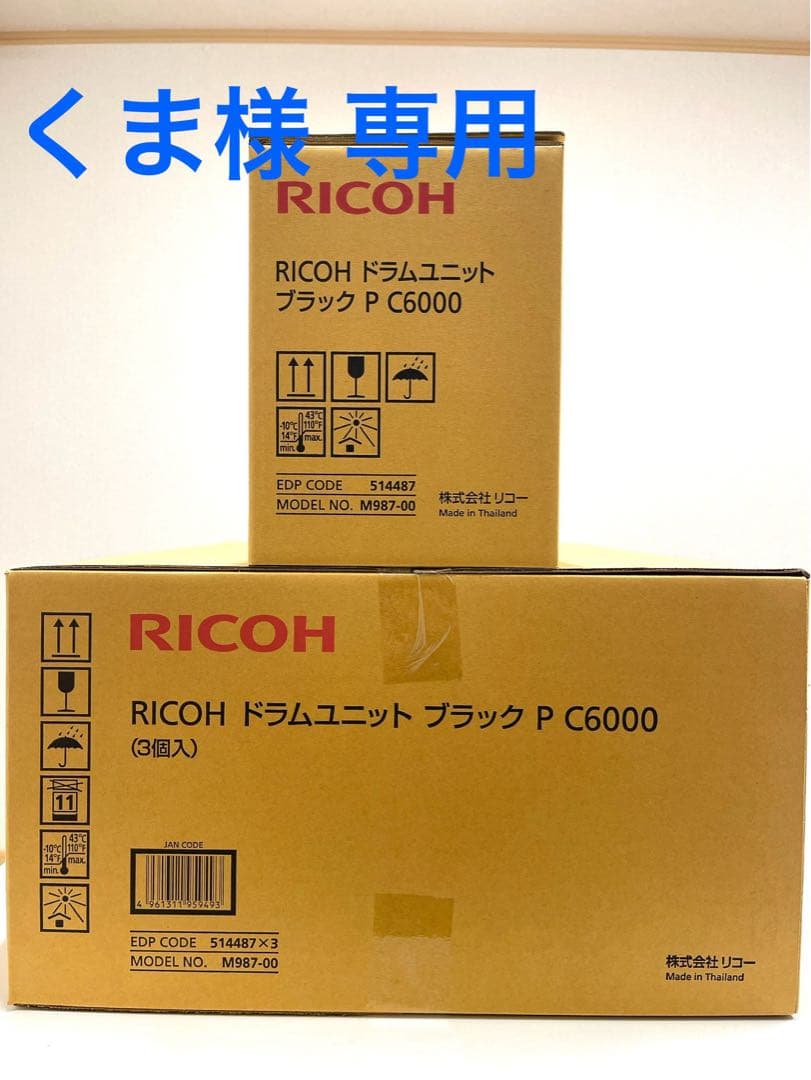 くま様 専用
RICOH
RICOH ドラムユニット
ブラック P C6000
43℃
-10℃ 110°F
14°F max.
min.
EDP CODE 514487
MODEL NO. M987-00
株式会社 リコー
Made in Thailand
RICOH
RICOH ドラムユニット ブラック P C6000
(3個入)
11
43℃
-10℃ 110°F
14°F max.
min.
JAN CODE
4 961311 959493
EDP CODE 514487×3
MODEL NO. M987-00
株式会社 リコー
Made in Thailand